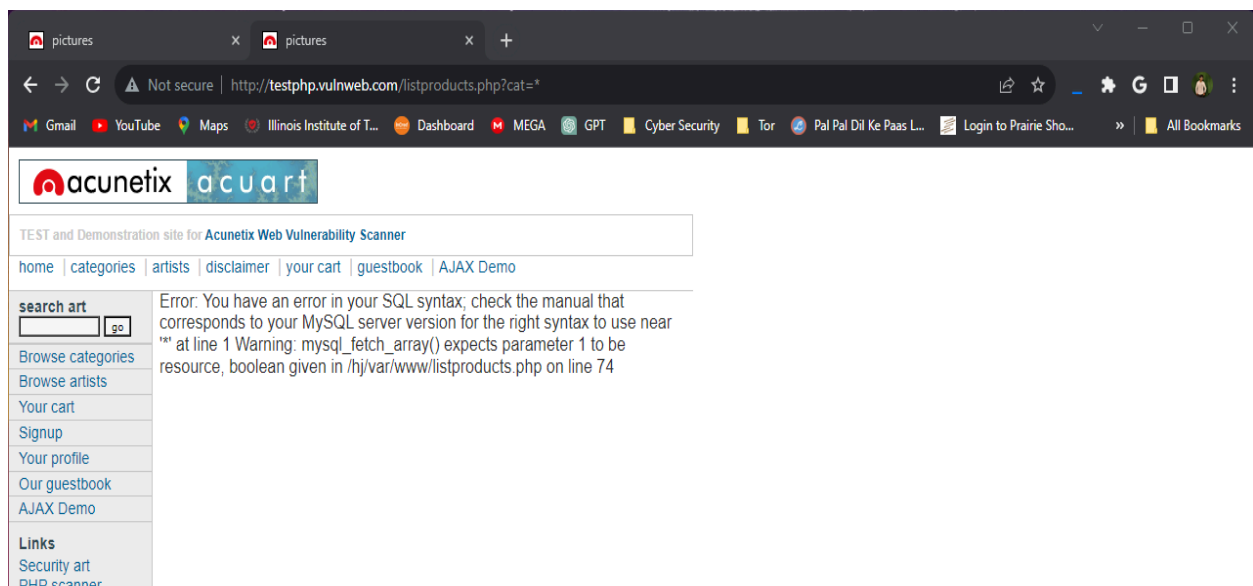 pictures
pictures
Not secure | http://testphp.vulnweb.com/listproducts.php?cat=*
Gmail YouTube Maps Illinois Institute of T... Dashboard MEGA GPT Cyber Security Tor Pal Pal Dil Ke Paas L... Login to Prairie Sho... » All Bookmarks
acunetix acuart
TEST and Demonstration site for Acunetix Web Vulnerability Scanner
home | categories | artists | disclaimer | your cart | guestbook | AJAX Demo
search art
go
Browse categories
Browse artists
Your cart
Signup
Your profile
Our guestbook
AJAX Demo
Links
Security art
PHP scanner
Error: You have an error in your SQL syntax; check the manual that
corresponds to your MySQL server version for the right syntax to use near
'*' at line 1 Warning: mysql_fetch_array() expects parameter 1 to be
resource, boolean given in /hj/var/www/listproducts.php on line 74